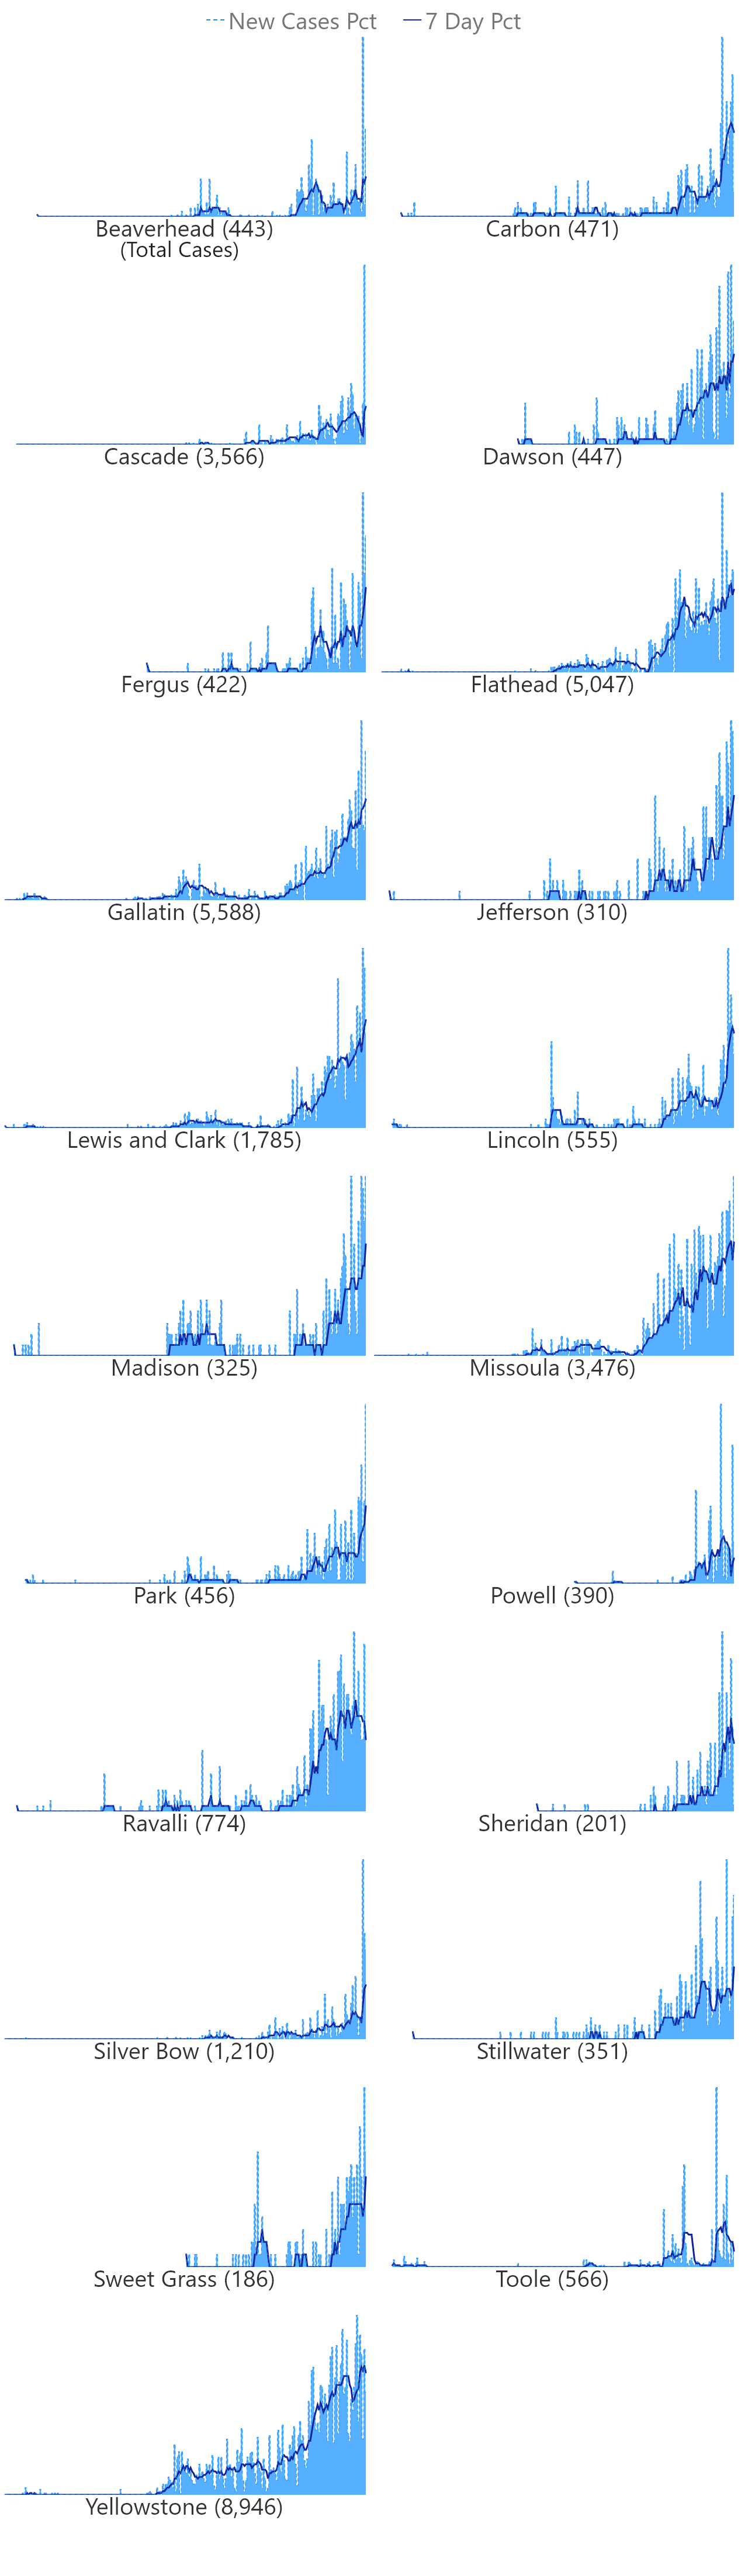 New Cases Pct 7 Day Pct
Beaverhead (443) Carbon (471)
(Total Cases)
Cascade (3,566) Dawson (447)
Fergus (422) Flathead (5,047)
Gallatin (5,588) Jefferson (310)
Lewis and Clark (1,785) Lincoln (555)
Madison (325) Missoula (3,476)
Park (456) Powell (390)
Ravalli (774) Sheridan (201)
Silver Bow (1,210) Stillwater (351)
Sweet Grass (186) Toole (566)
Yellowstone (8,946)